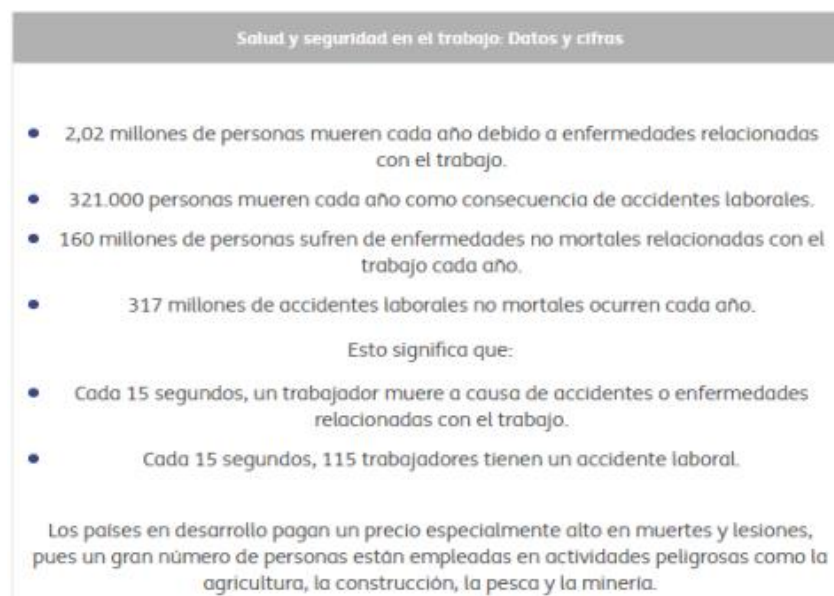 Salud y seguridad en el trabajo: Datos y cifras
2,02 millones de personas mueren cada año debido a enfermedades relacionadas
con el trabajo.
321.000 personas mueren cada año como consecuencia de accidentes laborales.
160 millones de personas sufren de enfermedades no mortales relacionadas con el
trabajo cada año.
317 millones de accidentes laborales no mortales ocurren cada año.
Esto significa que:
Cada 15 segundos, un trabajador muere a causa de accidentes o enfermedades
relacionadas con el trabajo.
Cada 15 segundos, 115 trabajadores tienen un accidente laboral.
Los países en desarrollo pagan un precio especialmente alto en muertes y lesiones,
pues un gran número de personas están empleadas en actividades peligrosas como la
agricultura, la construcción, la pesca y la minería.